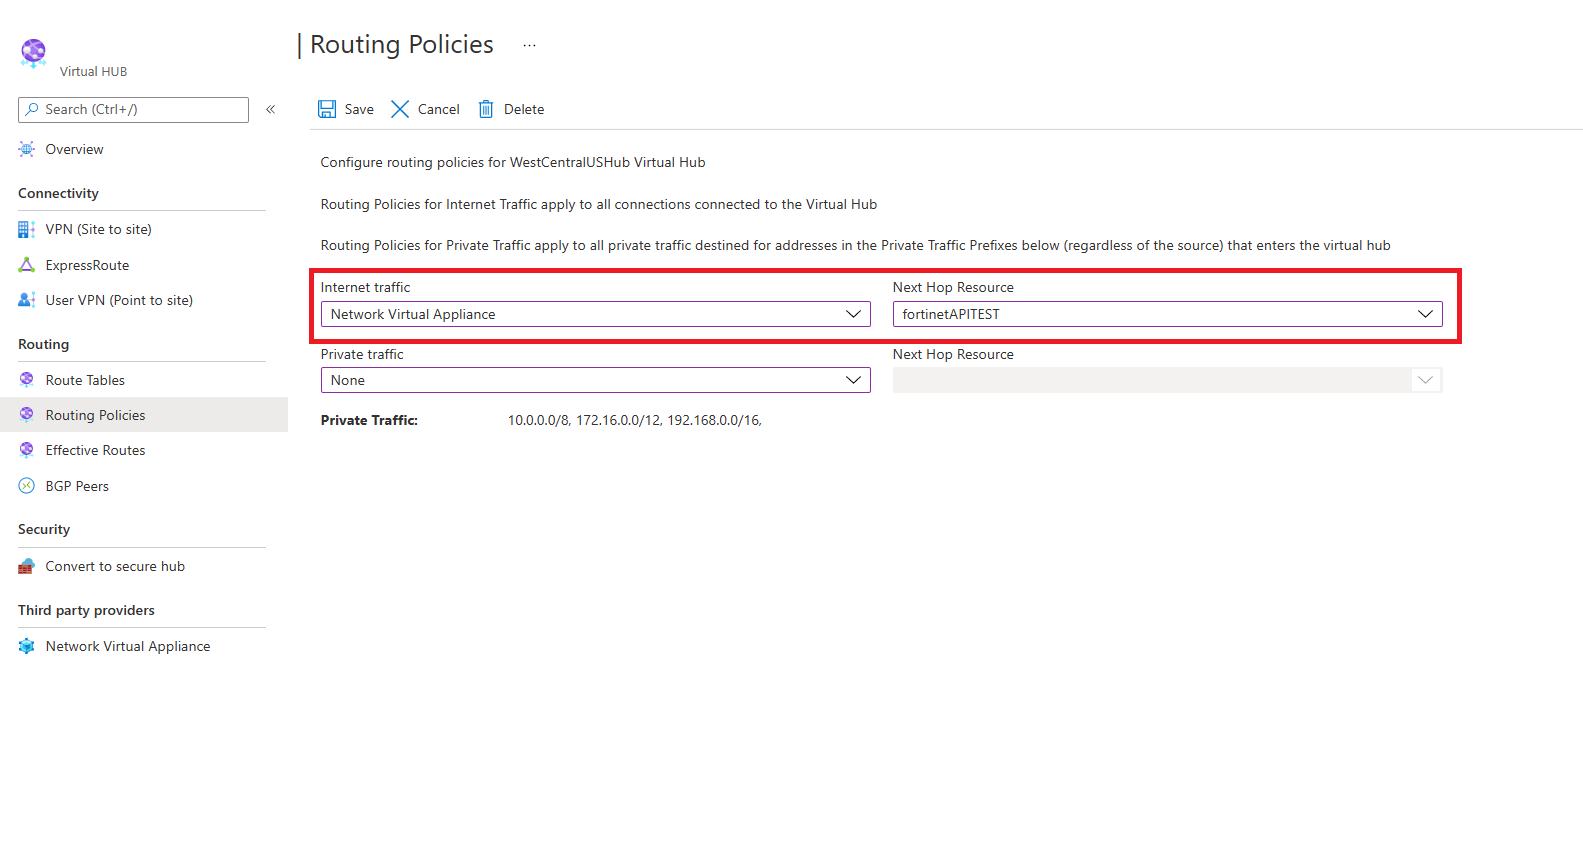 | Routing Policies ...
Virtual HUB
Search (Ctrl+/) «
Overview
Connectivity
VPN (Site to site)
ExpressRoute
User VPN (Point to site)
Routing
Route Tables
Routing Policies
Effective Routes
BGP Peers
Security
Convert to secure hub
Third party providers
Network Virtual Appliance
Save Cancel Delete
Configure routing policies for WestCentralUSHub Virtual Hub
Routing Policies for Internet Traffic apply to all connections connected to the Virtual Hub
Routing Policies for Private Traffic apply to all private traffic destined for addresses in the Private Traffic Prefixes below (regardless of the source) that enters the virtual hub
Internet traffic Next Hop Resource
Network Virtual Appliance fortinetAPITEST
Private traffic Next Hop Resource
None
Private Traffic: 10.0.0.0/8, 172.16.0.0/12, 192.168.0.0/16,